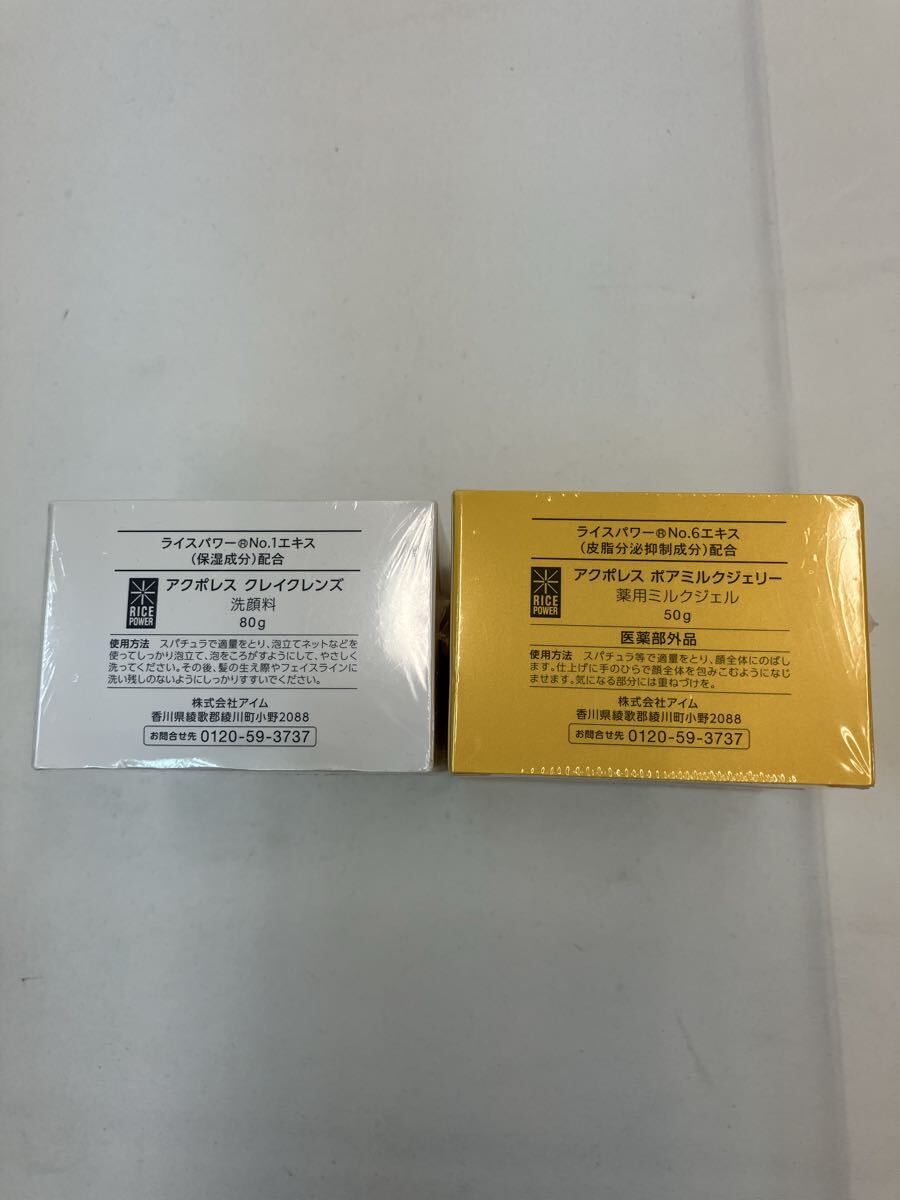 ライスパワー®No.1エキス
(保湿成分)配合
RICE
POWER
アクポレス クレイクレンズ
洗顔料
80g
使用方法 スパチュラで適量をとり、泡立てネットなどを
使ってしっかり泡立て、泡をころがすようにして、やさしく
洗ってください。その後、髪の生え際やフェイスラインに
洗い残しのないようにしっかりすすいでください。
株式会社アイム
香川県綾歌郡綾川町小野2088
お問合せ先 0120-59-3737
ライスパワー®No.6エキス
(皮脂分泌抑制成分)配合
RICE
POWER
アクポレス ポアミルクジェリー
薬用ミルクジェル
50g
医薬部外品
使用方法 スパチュラ等で適量をとり、顔全体にのばし
ます。仕上げに手のひらで顔全体を包みこむようになじ
ませます。気になる部分には重ねづけを。
株式会社アイム
香川県綾歌郡綾川町小野2088
お問合せ先 0120-59-3737